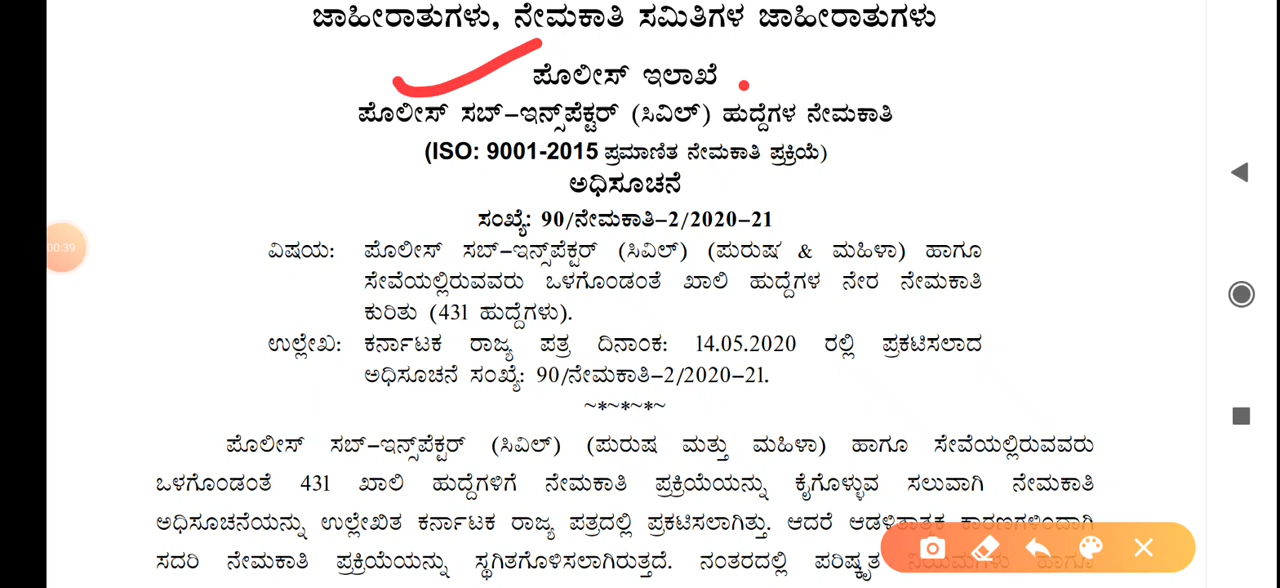 ಜಾಹೀರಾತುಗಳು, ನೇಮಕಾತಿ ಸಮಿತಿಗಳ ಜಾಹೀರಾತುಗಳು
ಪೊಲೀಸ್ ಇಲಾಖೆ
ಪೊಲೀಸ್ ಸಬ್-ಇನ್ಸ್‌ಪೆಕ್ಟರ್ (ಸಿವಿಲ್) ಹುದ್ದೆಗಳ ನೇಮಕಾತಿ
(ISO: 9001-2015 ಪ್ರಮಾಣಿತ ನೇಮಕಾತಿ ಪ್ರಕ್ರಿಯೆ)
ಅಧಿಸೂಚನೆ
ಸಂಖ್ಯೆ: 90/ನೇಮಕಾತಿ-2/2020-21
00:39
ವಿಷಯ: ಪೊಲೀಸ್ ಸಬ್-ಇನ್ಸ್‌ಪೆಕ್ಟರ್ (ಸಿವಿಲ್) (ಪುರುಷ & ಮಹಿಳಾ) ಹಾಗೂ
ಸೇವೆಯಲ್ಲಿರುವವರು ಒಳಗೊಂಡಂತೆ ಖಾಲಿ ಹುದ್ದೆಗಳ ನೇರ ನೇಮಕಾತಿ
ಕುರಿತು (431 ಹುದ್ದೆಗಳು).
ಉಲ್ಲೇಖ: ಕರ್ನಾಟಕ ರಾಜ್ಯ ಪತ್ರ ದಿನಾಂಕ: 14.05.2020 ರಲ್ಲಿ ಪ್ರಕಟಿಸಲಾದ
ಅಧಿಸೂಚನೆ ಸಂಖ್ಯೆ: 90/ನೇಮಕಾತಿ-2/2020-21.
~*~*~*~
ಪೊಲೀಸ್ ಸಬ್-ಇನ್ಸ್‌ಪೆಕ್ಟರ್ (ಸಿವಿಲ್) (ಪುರುಷ ಮತ್ತು ಮಹಿಳಾ) ಹಾಗೂ ಸೇವೆಯಲ್ಲಿರುವವರು
ಒಳಗೊಂಡಂತೆ 431 ಖಾಲಿ ಹುದ್ದೆಗಳಿಗೆ ನೇಮಕಾತಿ ಪ್ರಕ್ರಿಯೆಯನ್ನು ಕೈಗೊಳ್ಳುವ ಸಲುವಾಗಿ ನೇಮಕಾತಿ
ಅಧಿಸೂಚನೆಯನ್ನು ಉಲ್ಲೇಖಿತ ಕರ್ನಾಟಕ ರಾಜ್ಯ ಪತ್ರದಲ್ಲಿ ಪ್ರಕಟಿಸಲಾಗಿತ್ತು. ಆದರೆ
ಸದರಿ ನೇಮಕಾತಿ ಪ್ರಕ್ರಿಯೆಯನ್ನು ಸ್ಥಗಿತಗೊಳಿಸಲಾಗಿರುತ್ತದೆ. ನಂತರದಲ್ಲಿ ಪರಿಷ್ಕೃತ